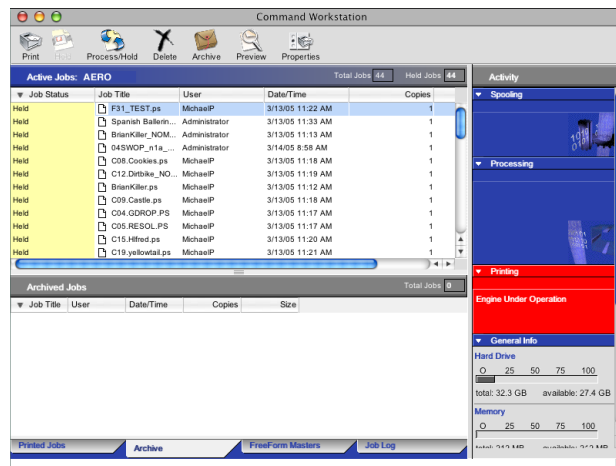 Command Workstation
Print Hold Process/Hold Delete Archive Preview Properties
Active Jobs: AERO Total Jobs 44 Held Jobs 44
Job Status Job Title User Date/Time Copies
Held F31_TEST.ps MichaelP 3/13/05 11:22 AM 1
Held Spanish Ballerin... Administrator 3/13/05 11:33 AM 1
Held BrianKiller_NOM... Administrator 3/13/05 11:13 AM 1
Held 04SWOP_n1a_... Administrator 3/14/05 8:58 AM 1
Held C08.Cookies.ps MichaelP 3/13/05 11:18 AM 1
Held C12.Dirtbike_NO... MichaelP 3/13/05 11:19 AM 1
Held BrianKiller.ps MichaelP 3/13/05 11:12 AM 1
Held C09.Castle.ps MichaelP 3/13/05 11:18 AM 1
Held C04.GDROP.PS MichaelP 3/13/05 11:17 AM 1
Held C05.RESOL.PS MichaelP 3/13/05 11:17 AM 1
Held C15.Hlfred.ps MichaelP 3/13/05 11:20 AM 1
Held C19.yellowtail.ps MichaelP 3/13/05 11:21 AM 1
Archived Jobs Total Jobs 0
Job Title User Date/Time Copies Size
Printed Jobs Archive FreeForm Masters Job Log
Activity
Spooling
Processing
Printing
Engine Under Operation
General Info
Hard Drive
O 25 50 75 100
total: 32.3 GB available: 27.4 GB
Memory
O 25 50 75 100